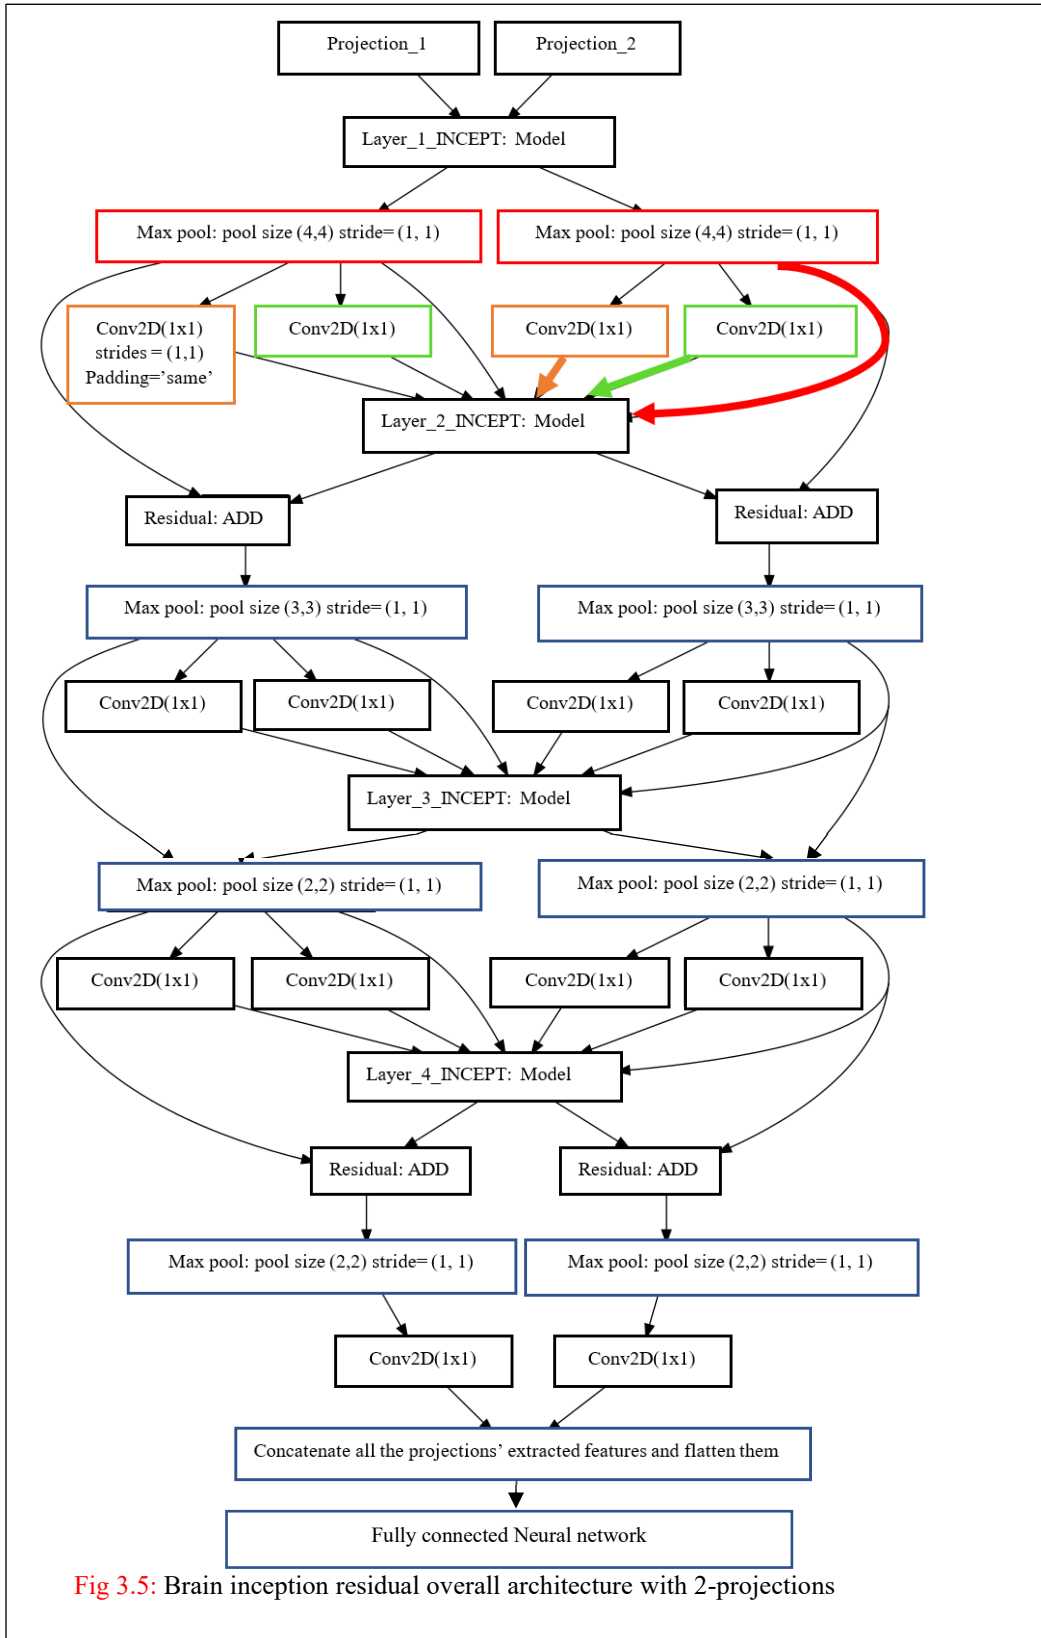 Projection_1
Projection_2
Layer_1_INCEPT: Model
Max pool: pool size (4,4) stride= (1, 1)
Max pool: pool size (4,4) stride= (1, 1)
Conv2D(1x1)
strides = (1,1)
Padding=’same’
Conv2D(1x1)
Conv2D(1x1)
Conv2D(1x1)
Layer_2_INCEPT: Model
Residual: ADD
Residual: ADD
Max pool: pool size (3,3) stride= (1, 1)
Max pool: pool size (3,3) stride= (1, 1)
Conv2D(1x1)
Conv2D(1x1)
Conv2D(1x1)
Conv2D(1x1)
Layer_3_INCEPT: Model
Max pool: pool size (2,2) stride= (1, 1)
Max pool: pool size (2,2) stride= (1, 1)
Conv2D(1x1)
Conv2D(1x1)
Conv2D(1x1)
Conv2D(1x1)
Layer_4_INCEPT: Model
Residual: ADD
Residual: ADD
Max pool: pool size (2,2) stride= (1, 1)
Max pool: pool size (2,2) stride= (1, 1)
Conv2D(1x1)
Conv2D(1x1)
Concatenate all the projections’ extracted features and flatten them
Fully connected Neural network
Fig 3.5: Brain inception residual overall architecture with 2-projections